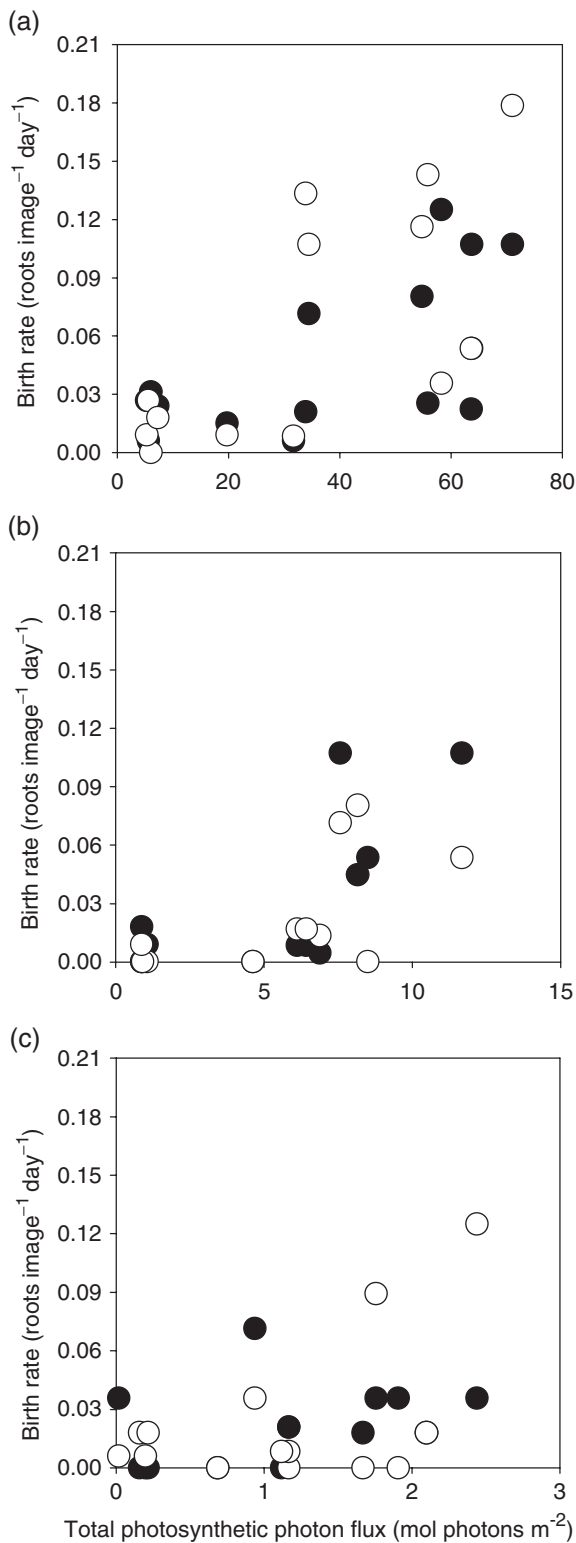 (a)
Birth rate (roots image⁻¹ day⁻¹)
0.21
0.18
0.15
0.12
0.09
0.06
0.03
0.00
0 20 40 60 80
(b)
Birth rate (roots image⁻¹ day⁻¹)
0.21
0.18
0.15
0.12
0.09
0.06
0.03
0.00
0 5 10 15
(c)
Birth rate (roots image⁻¹ day⁻¹)
0.21
0.18
0.15
0.12
0.09
0.06
0.03
0.00
0 1 2 3
Total photosynthetic photon flux (mol photons m⁻²)